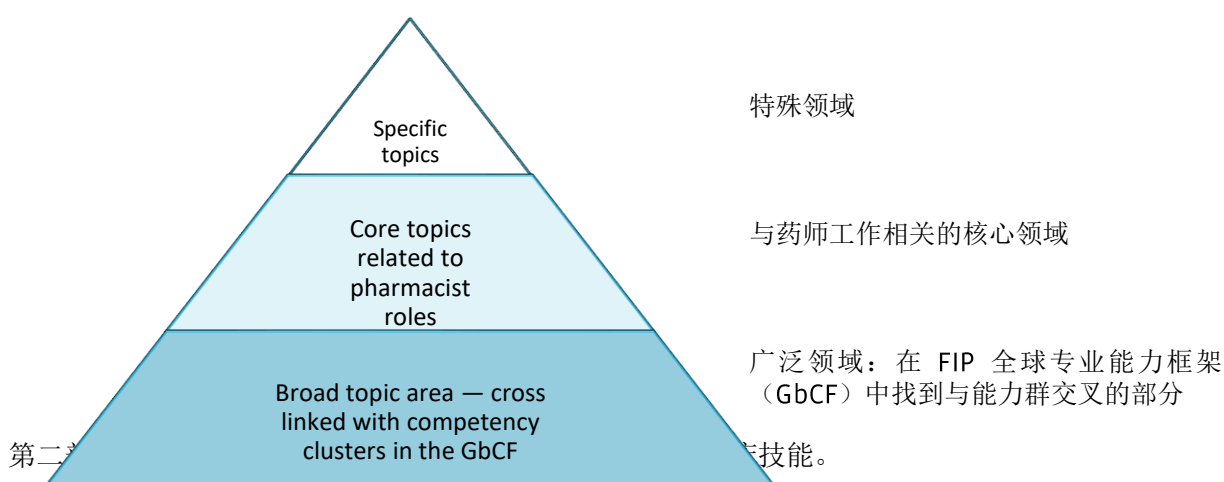 Specific
topics
特殊领域
Core topics
related to
pharmacist
roles
与药师工作相关的核心领域
Broad topic area — cross
linked with competency
clusters in the GbCF
广泛领域：在 FIP 全球专业能力框架
（GbCF）中找到与能力群交叉的部分
第二 技能。